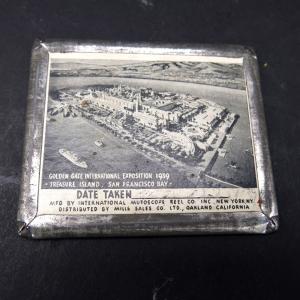 GOLDEN GATE INTERNATIONAL EXPOSITION 1939
- TREASURE ISLAND, SAN FRANCISCO BAY -
DATE TAKEN
MFD BY INTERNATIONAL MUTOSCOPE REEL CO INC, NEW YORK, NY.
DISTRIBUTED BY MILLS SALES CO. LTD., OAKLAND CALIFORNIA